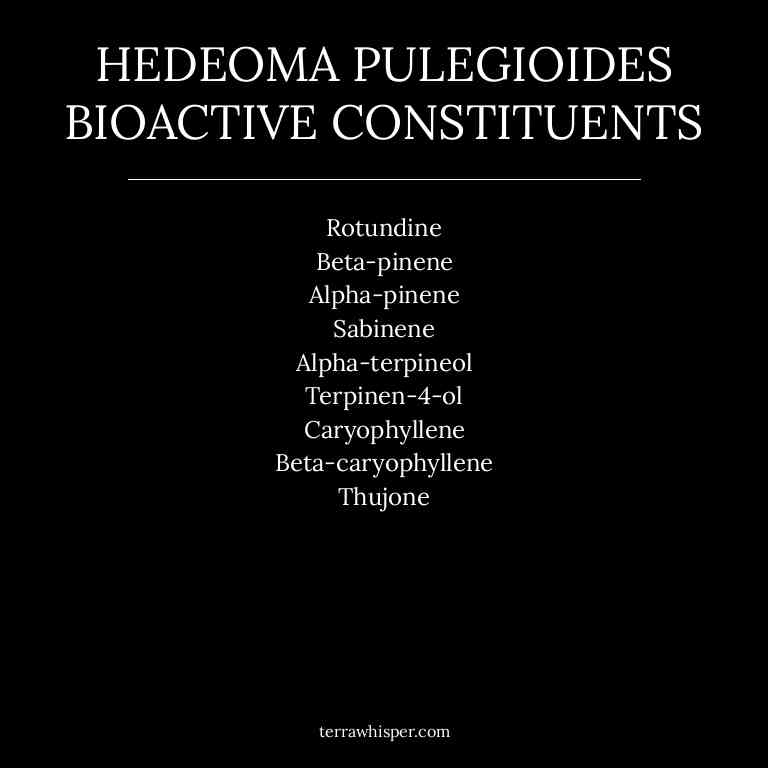 HEDEOMA PULEGIOIDES
BIOACTIVE CONSTITUENTS
Rotundine
Beta-pinene
Alpha-pinene
Sabinene
Alpha-terpineol
Terpinen-4-ol
Caryophyllene
Beta-caryophyllene
Thujone
terrawhisper.com